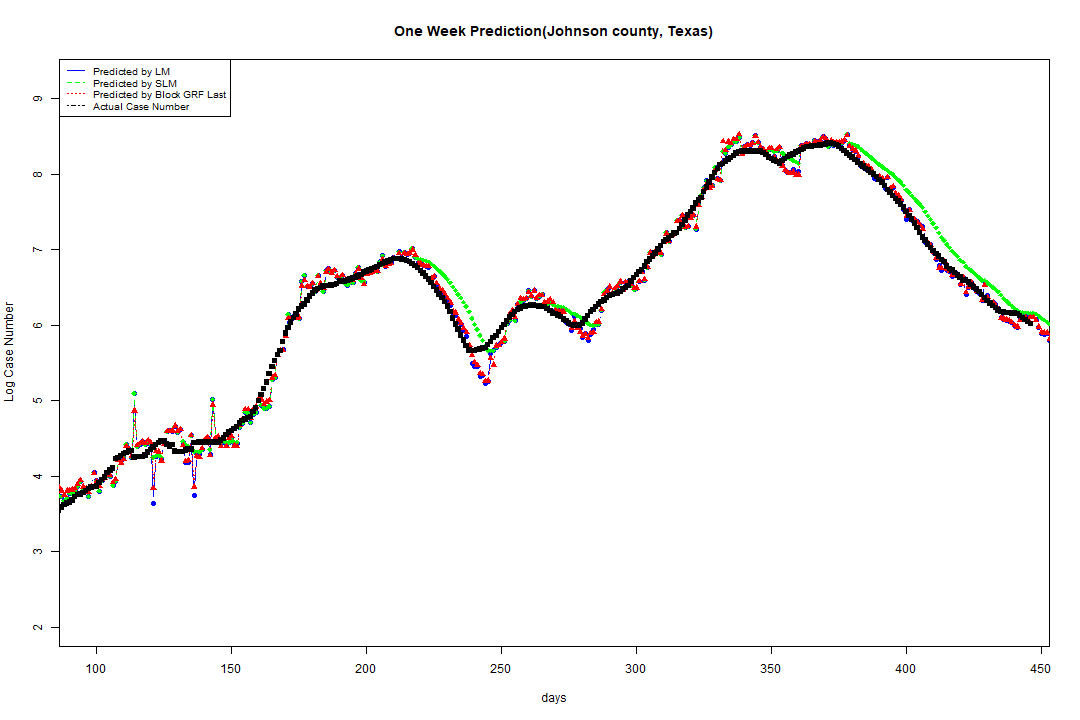 One Week Prediction(Johnson county, Texas)
Predicted by LM
Predicted by SLM
Predicted by Block GRF Last
Actual Case Number
Log Case Number
9
8
7
6
5
4
3
2
100 150 200 250 300 350 400 450
days